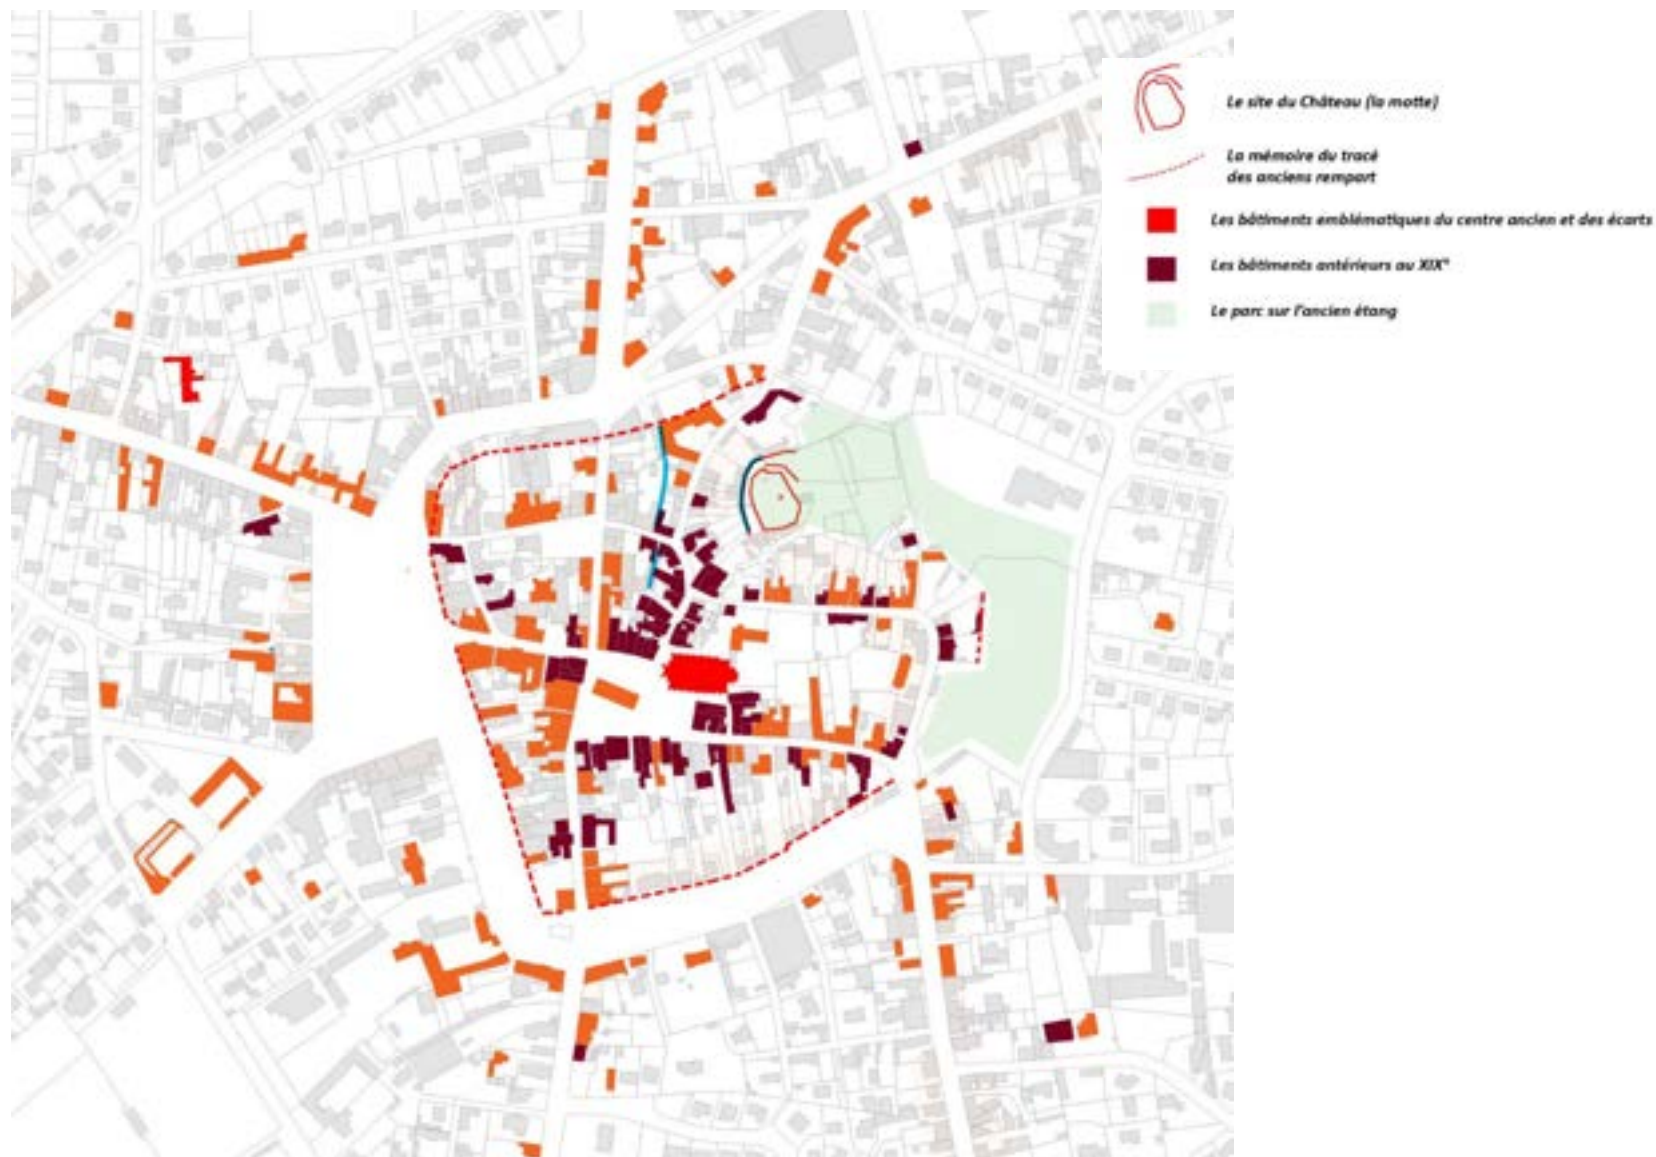 Le site du Château (la motte)
La mémoire du tracé
des anciens rempart
Les bâtiments emblématiques du centre ancien et des écarts
Les bâtiments antérieurs au XIX°
Le parc sur l'ancien étang